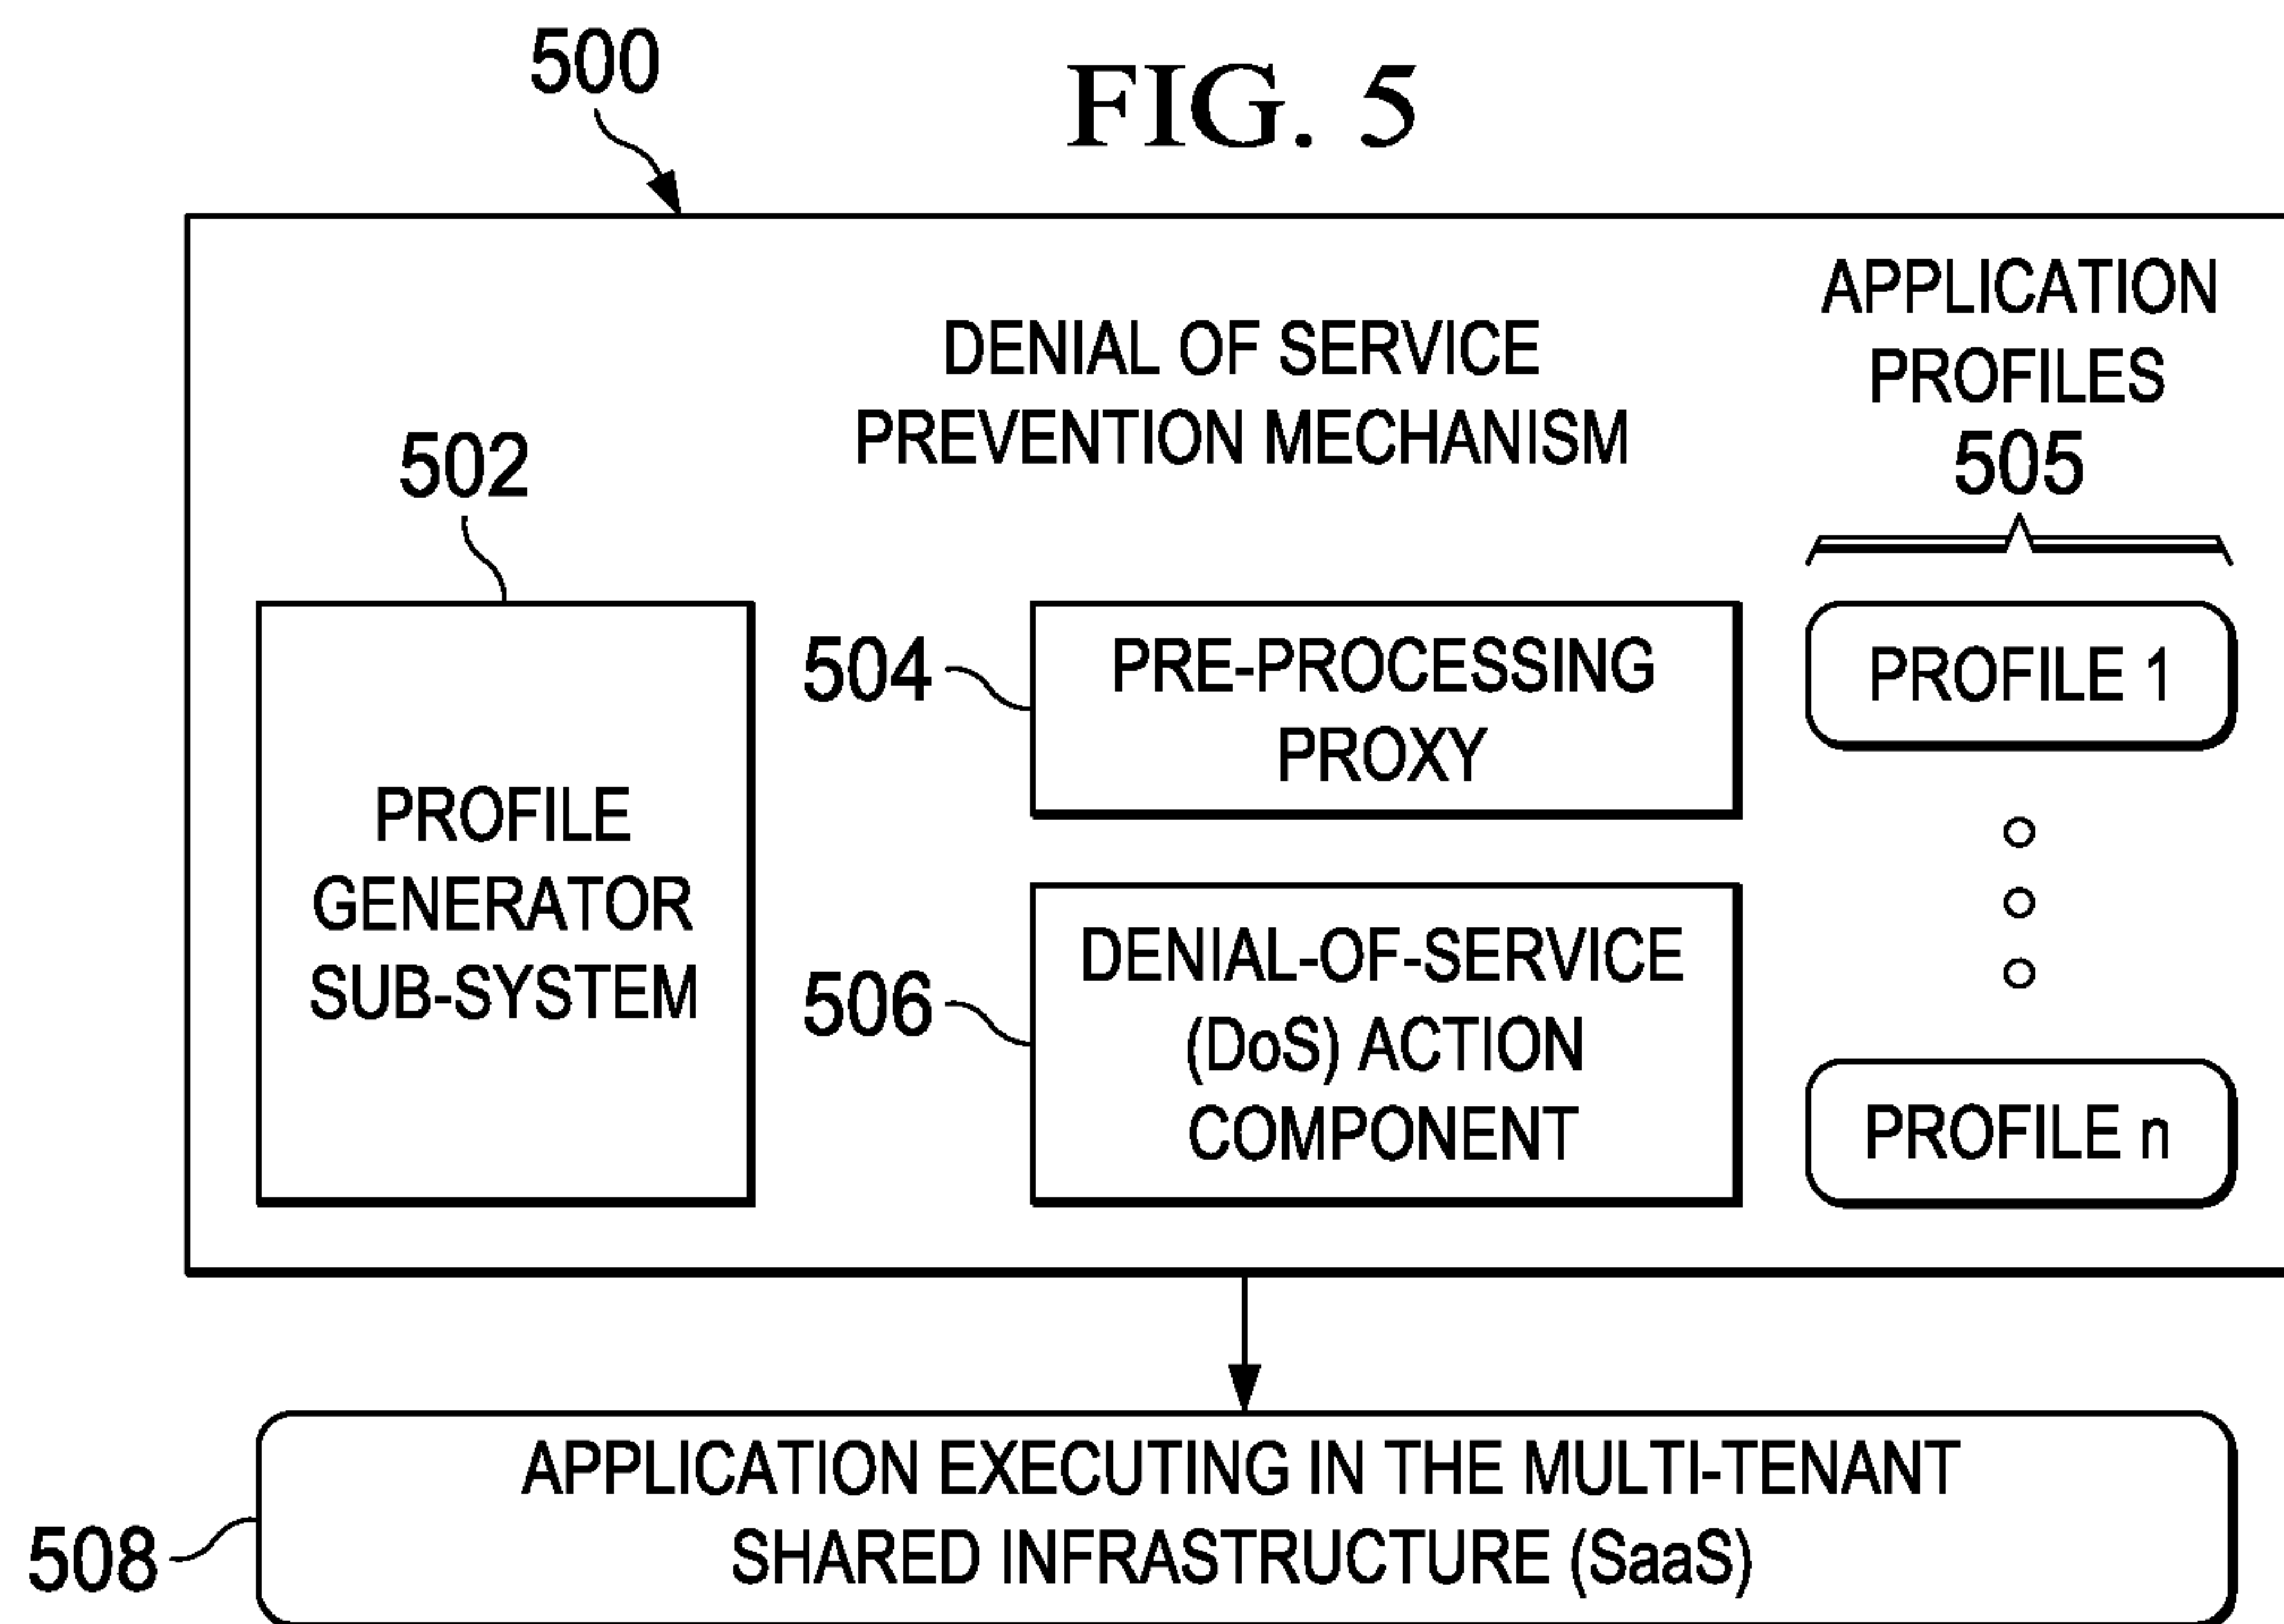 500
FIG. 5
DENIAL OF SERVICE
PREVENTION MECHANISM
APPLICATION
PROFILES
505
502
PROFILE
GENERATOR
SUB-SYSTEM
504
PRE-PROCESSING
PROXY
506
DENIAL-OF-SERVICE
(DoS) ACTION
COMPONENT
PROFILE 1
PROFILE n
508
APPLICATION EXECUTING IN THE MULTI-TENANT
SHARED INFRASTRUCTURE (SaaS)